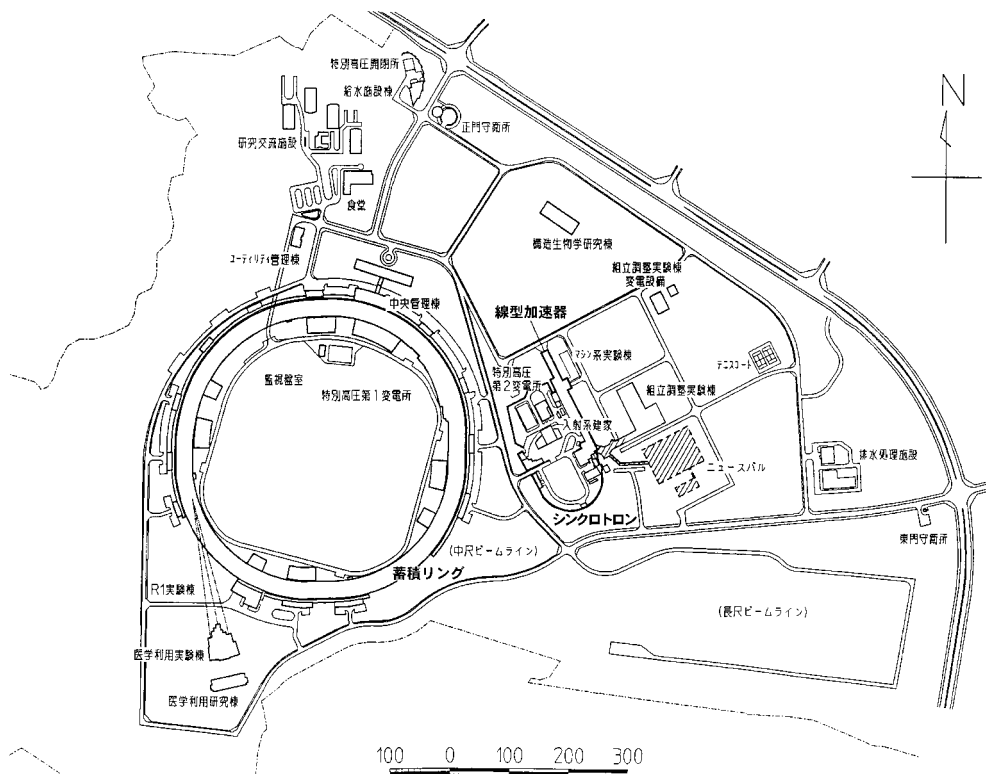 特別高圧開閉所
給水施設棟
正門守衛所
研究交流施設
食堂
N
構造生物学研究棟
ユーティリティ管理棟
組立調整実験棟
変電設備
中央管理棟
線型加速器
マシン系実験棟
テニスコート
特別高圧
第2変電所
監視盤室
特別高圧第1変電所
組立調整実験棟
入射系建家
ニュースバル
排水処理施設
シンクロトロン
東門守衛所
(中尺ビームライン)
蓄積リング
R1実験棟
(長尺ビームライン)
医学利用実験棟
医学利用研究棟
100 0 100 200 300